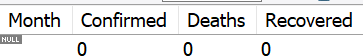 Month Confirmed Deaths Recovered
NULL 0 0 0